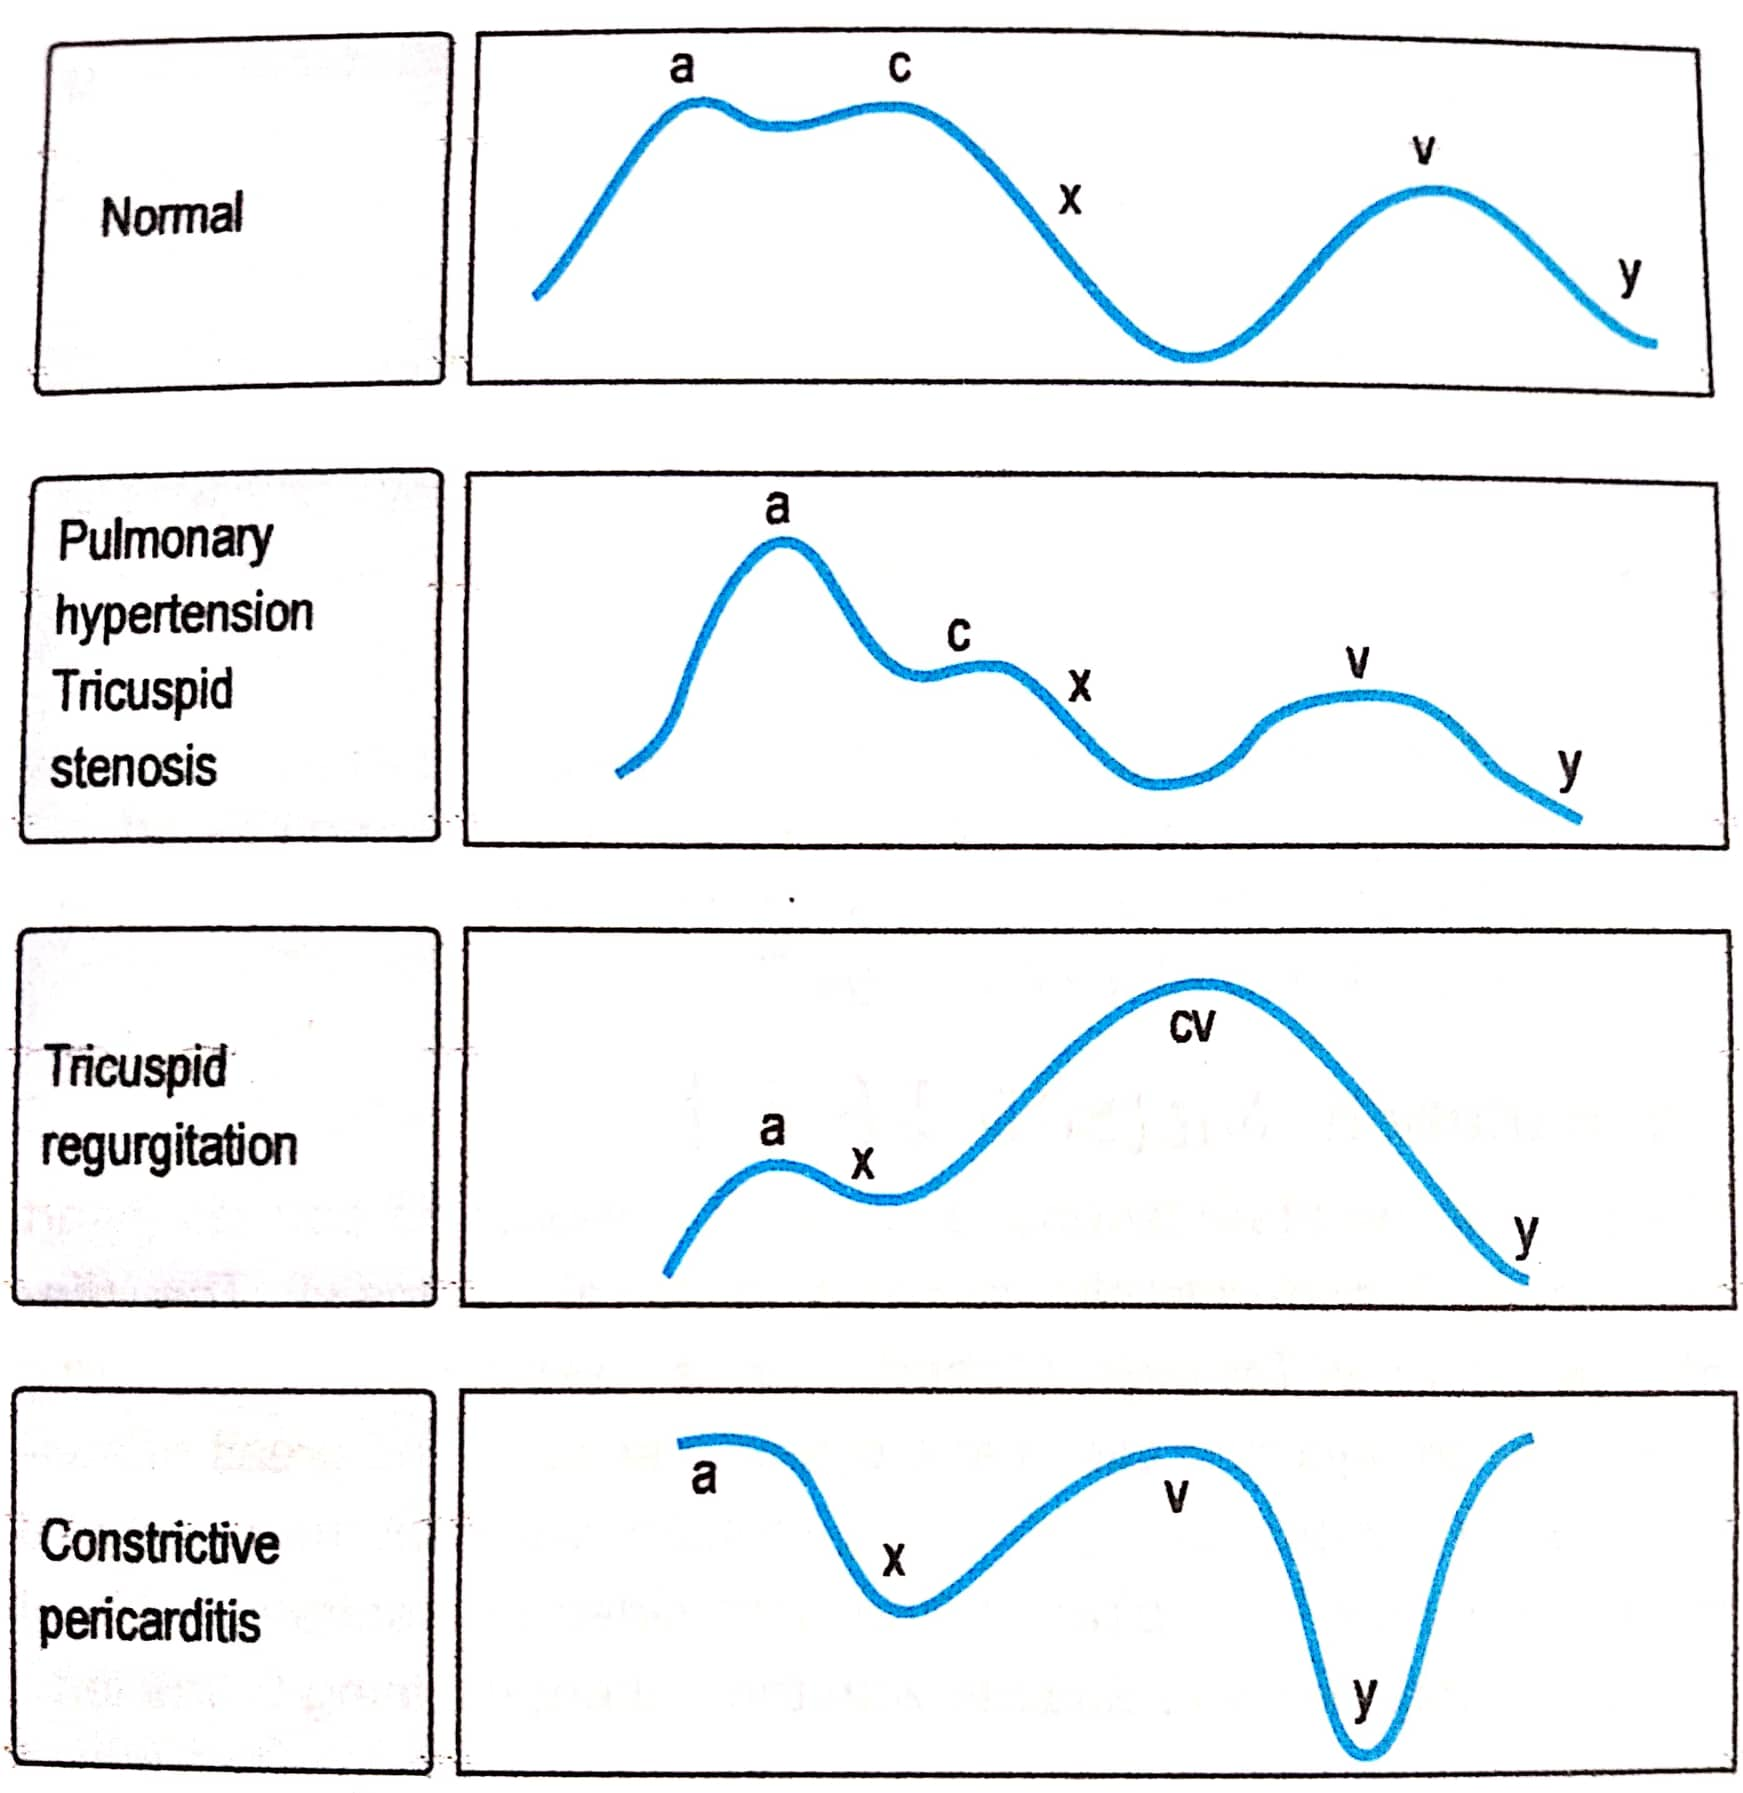 Normal
a c
x
v
y
Pulmonary
hypertension
Tricuspid
stenosis
a
c
x
v
y
Tricuspid
regurgitation
a
x
cv
y
Constrictive
pericarditis
a
x
v
y